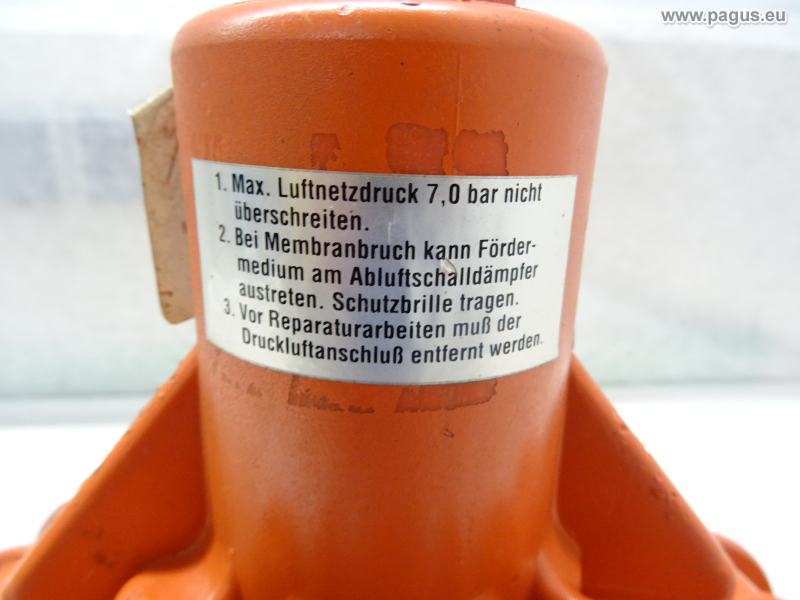 www.pagus.eu
1. Max. Luftnetzdruck 7,0 bar nicht
überschreiten.
2. Bei Membranbruch kann Förder-
medium am Abluftschalldämpfer
austreten. Schutzbrille tragen.
3. Vor Reparaturarbeiten muß der
Druckluftanschluß entfernt werden.